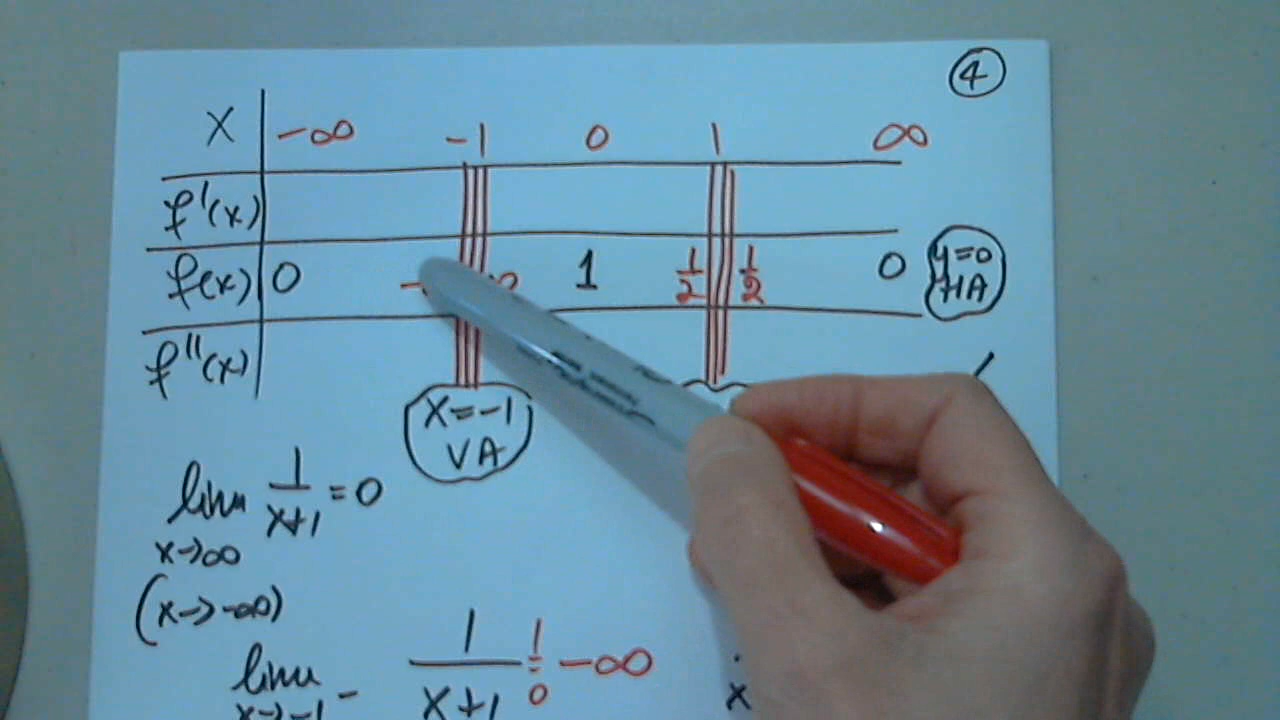 ④
x -∞ -1 0 1 ∞
f'(x)
f(x) 0 - 1 1/2 1/2 0 y=0 HA
f''(x)
x=-1
VA
lim 1/(x+1) = 0
x→∞
(x→-∞)
lim 1/(x+1) = 1/0 -∞
x→-1 -
x